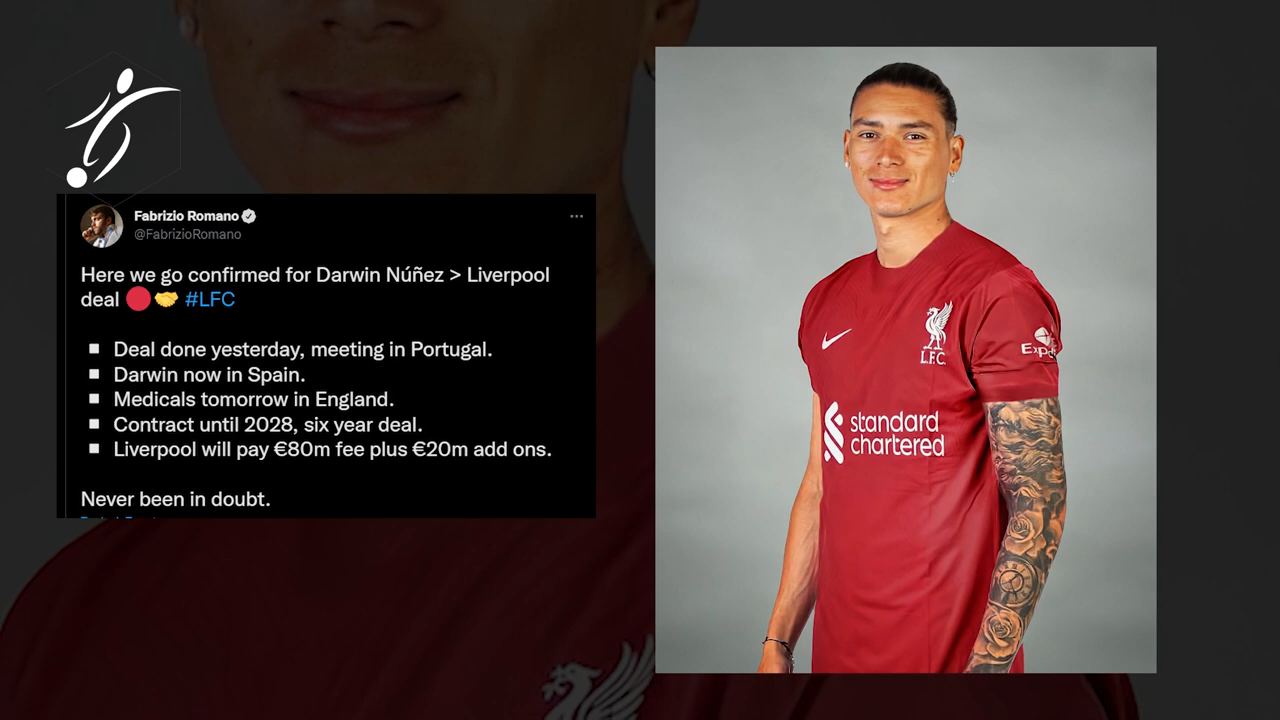 Fabrizio Romano
@FabrizioRomano
Here we go confirmed for Darwin Núñez > Liverpool
deal 🔴🤝 #LFC
▪ Deal done yesterday, meeting in Portugal.
▪ Darwin now in Spain.
▪ Medicals tomorrow in England.
▪ Contract until 2028, six year deal.
▪ Liverpool will pay €80m fee plus €20m add ons.
Never been in doubt.
L.F.C.
standard
chartered